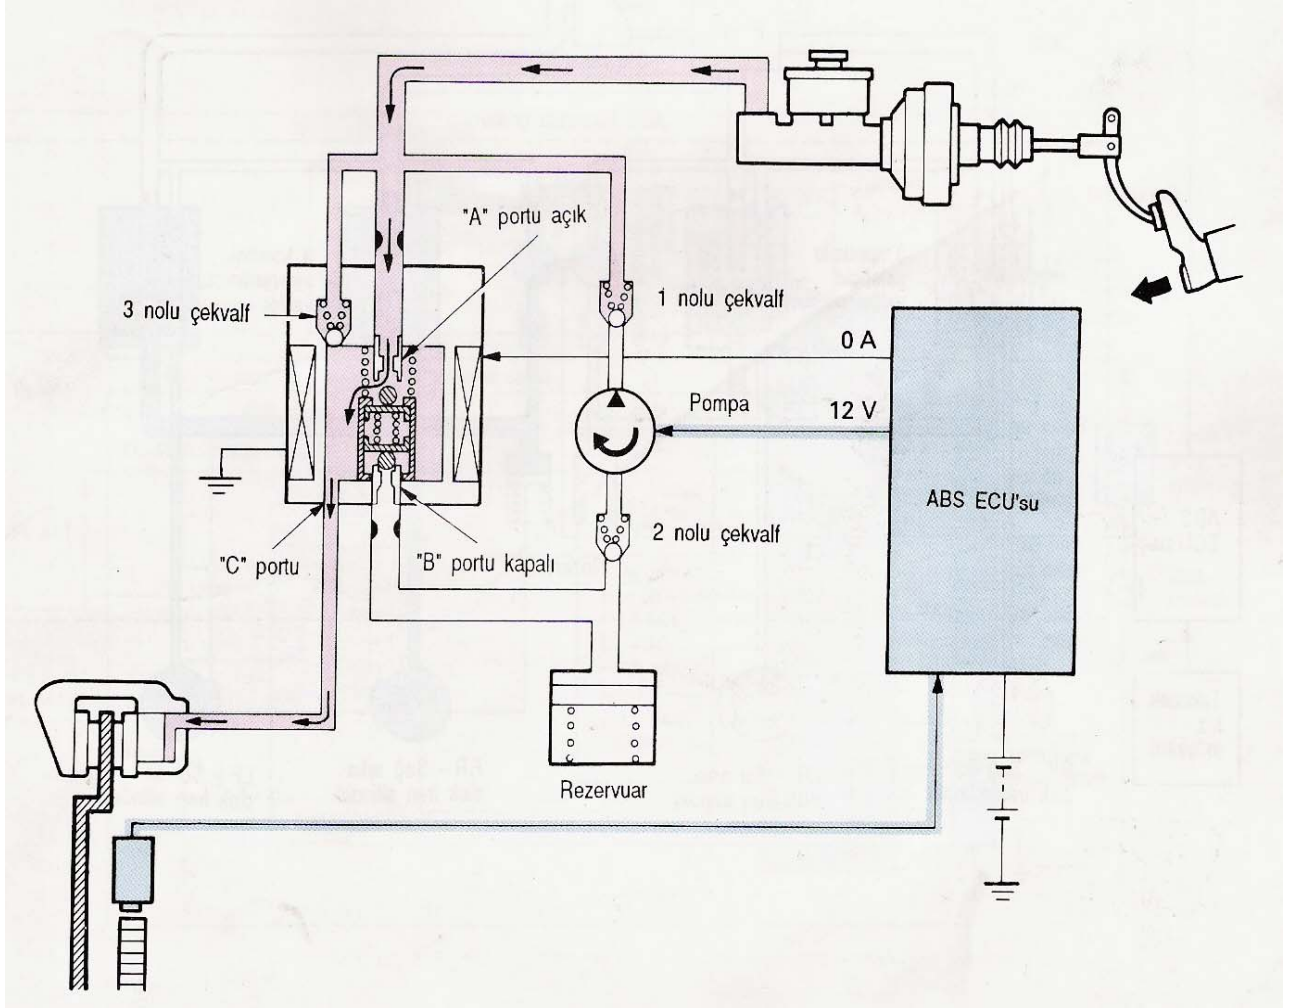 "A" portu açık
3 nolu çekvalf
1 nolu çekvalf
0 A
Pompa
12 V
ABS ECU'su
2 nolu çekvalf
"C" portu
"B" portu kapalı
Rezervuar